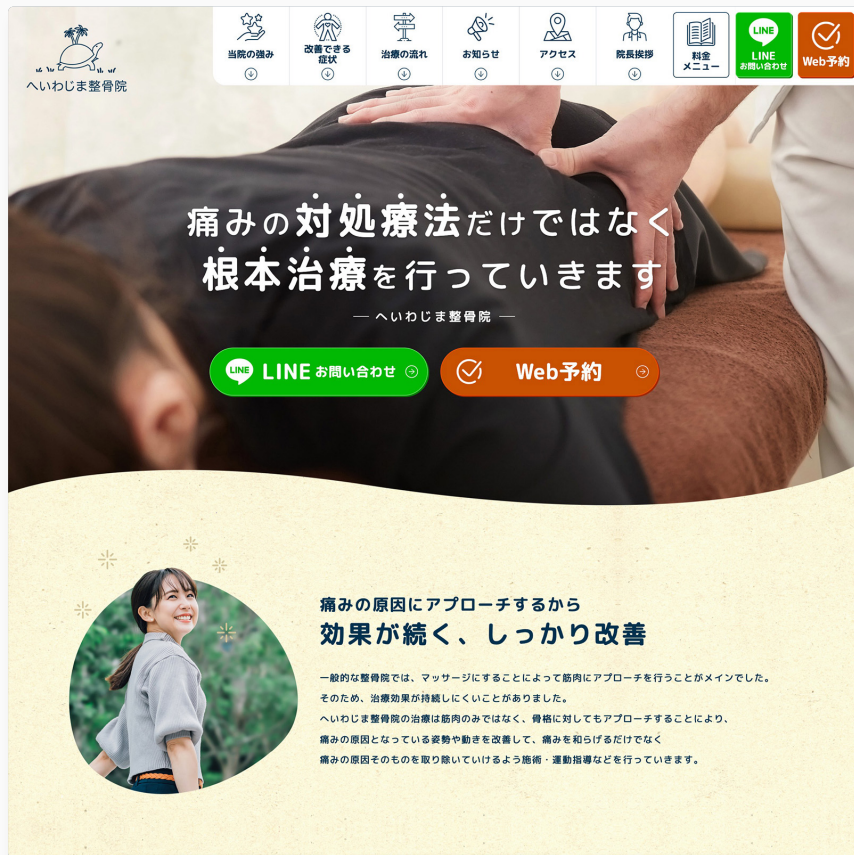 へいわじま整骨院
当院の強み
改善できる
症状
治療の流れ
お知らせ
アクセス
院長挨拶
料金
メニュー
LINE
LINE
お問い合わせ
Web予約
痛みの対処療法だけではなく
根本治療を行っていきます
へいわじま整骨院
LINE LINEお問い合わせ
Web予約
痛みの原因にアプローチするから
効果が続く、しっかり改善
一般的な整骨院では、マッサージにすることによって筋肉にアプローチを行うことがメインでした。
そのため、治療効果が持続しにくいことがありました。
へいわじま整骨院の治療は筋肉のみではなく、骨格に対してもアプローチすることにより、
痛みの原因となっている姿勢や動きを改善して、痛みを和らげるだけでなく
痛みの原因そのものを取り除いていけるよう施術・運動指導などを行っていきます。